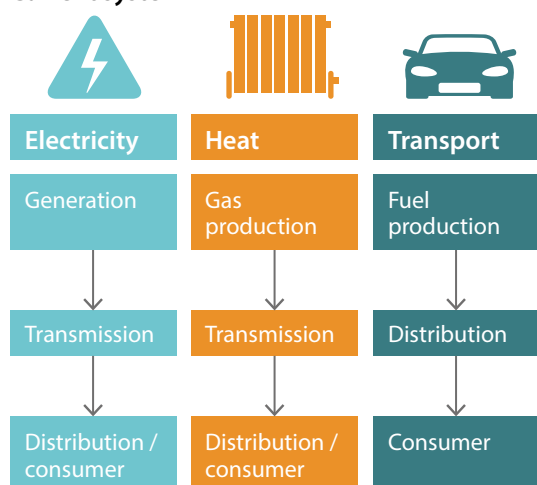 Electricity
Heat
Transport
Generation
Gas
production
Fuel
production
Transmission
Transmission
Distribution
Distribution /
consumer
Distribution /
consumer
Consumer